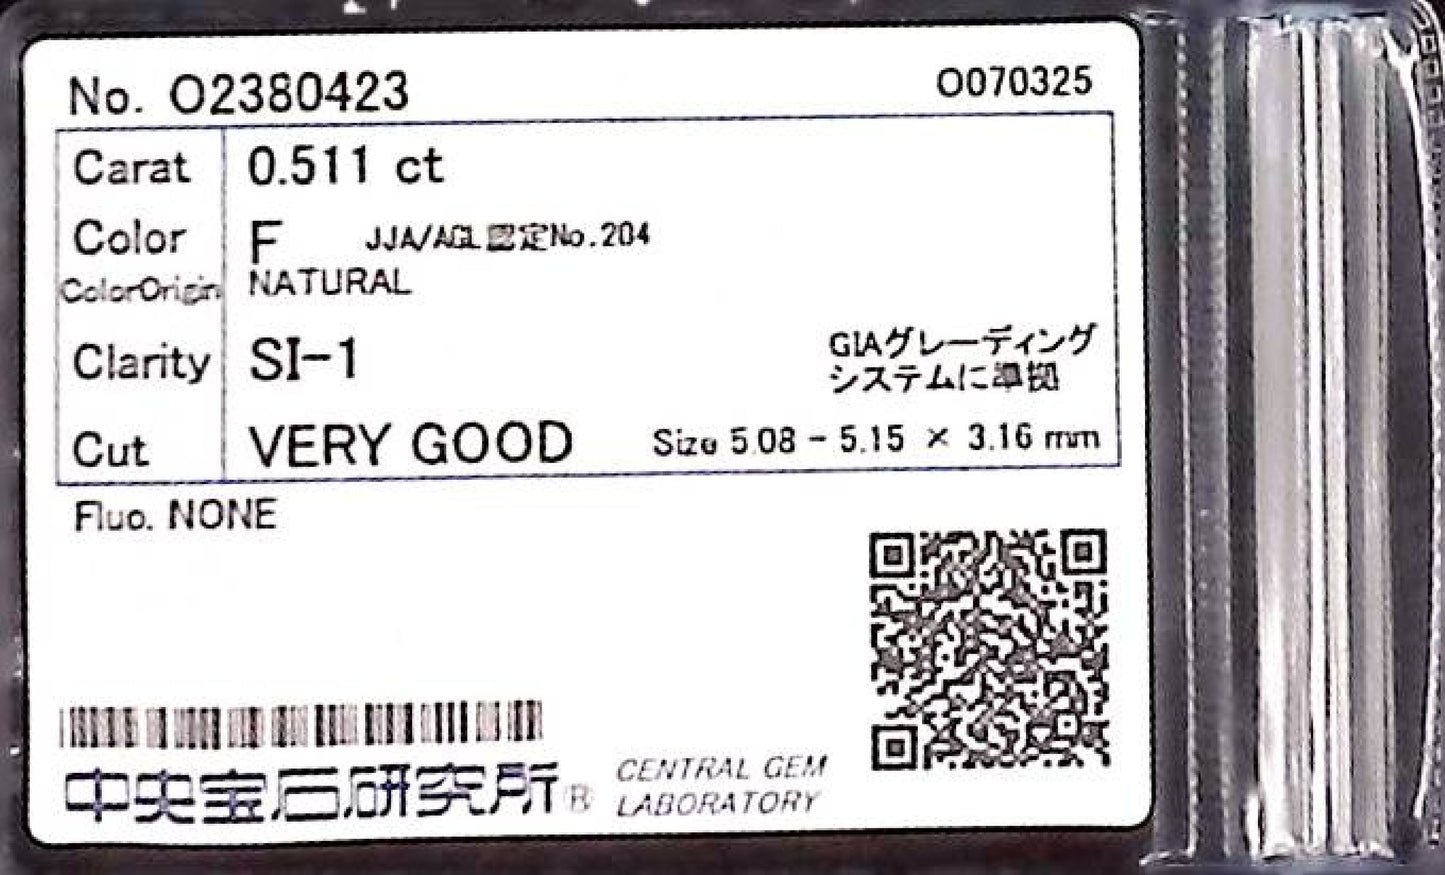 No. O2380423 O070325
Carat 0.511 ct
Color F JJA/AGL認定No.204
ColorOrigin NATURAL
Clarity SI-1 GIAグレーディング
システムに準拠
Cut VERY GOOD Size 5.08 - 5.15 × 3.16 mm
Fluo. NONE
中央宝石研究所® CENTRAL GEM
LABORATORY